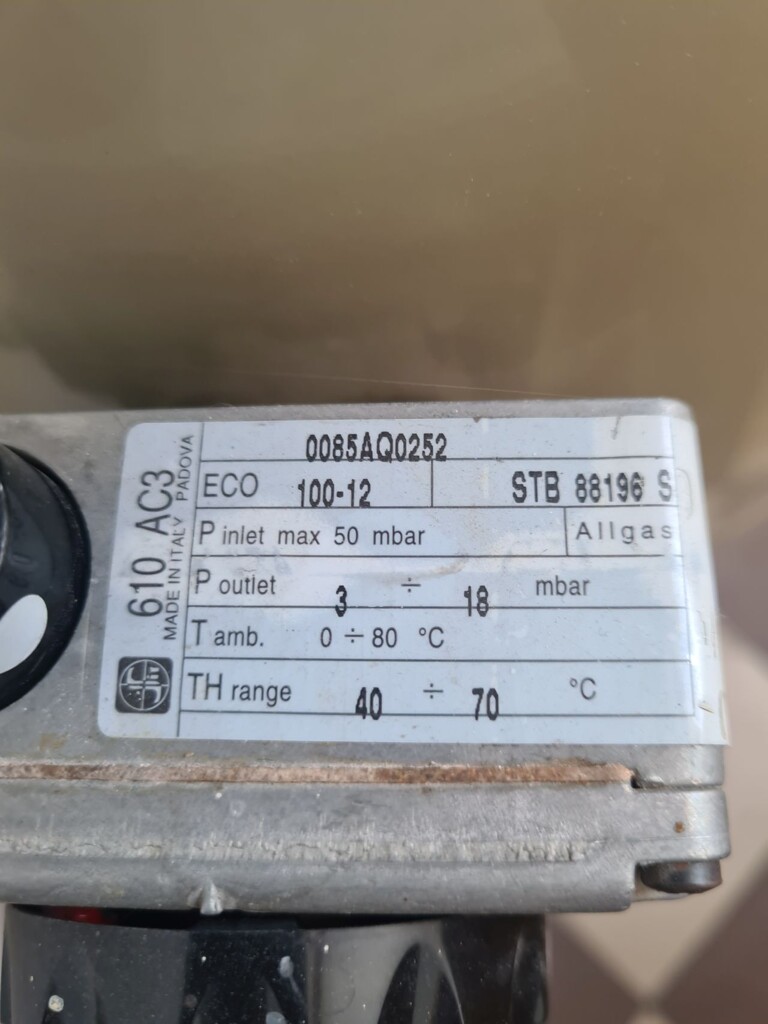 0085AQ0252
ECO 100-12 STB 88196 S
P inlet max 50 mbar Allgas
P outlet 3 ÷ 18 mbar
T amb. 0 ÷ 80 °C
TH range 40 ÷ 70 °C
610 AC3
MADE IN ITALY PADOVA